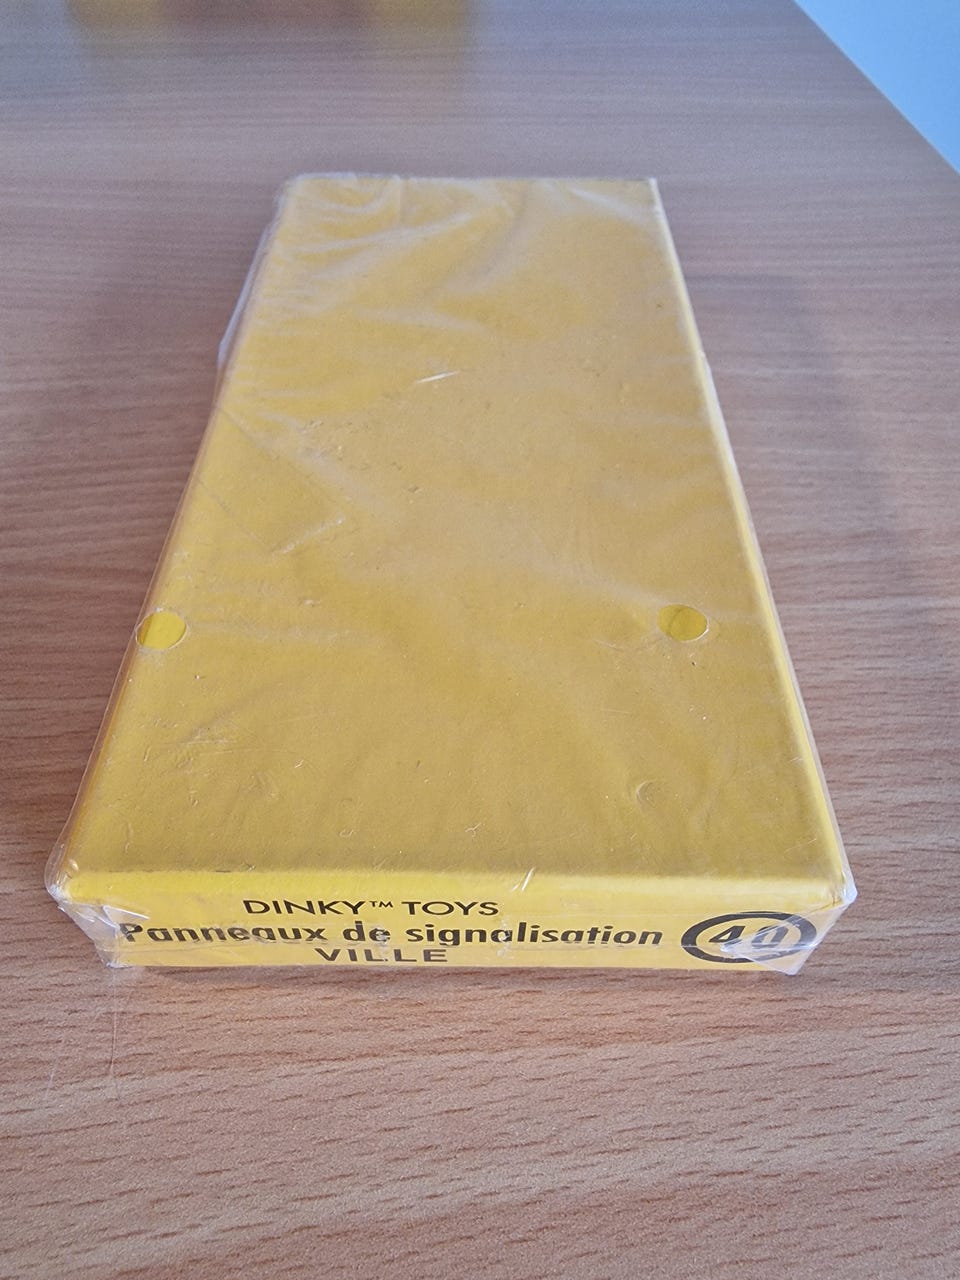 DINKY™ TOYS
Panneaux de signalisation
VILLE
40